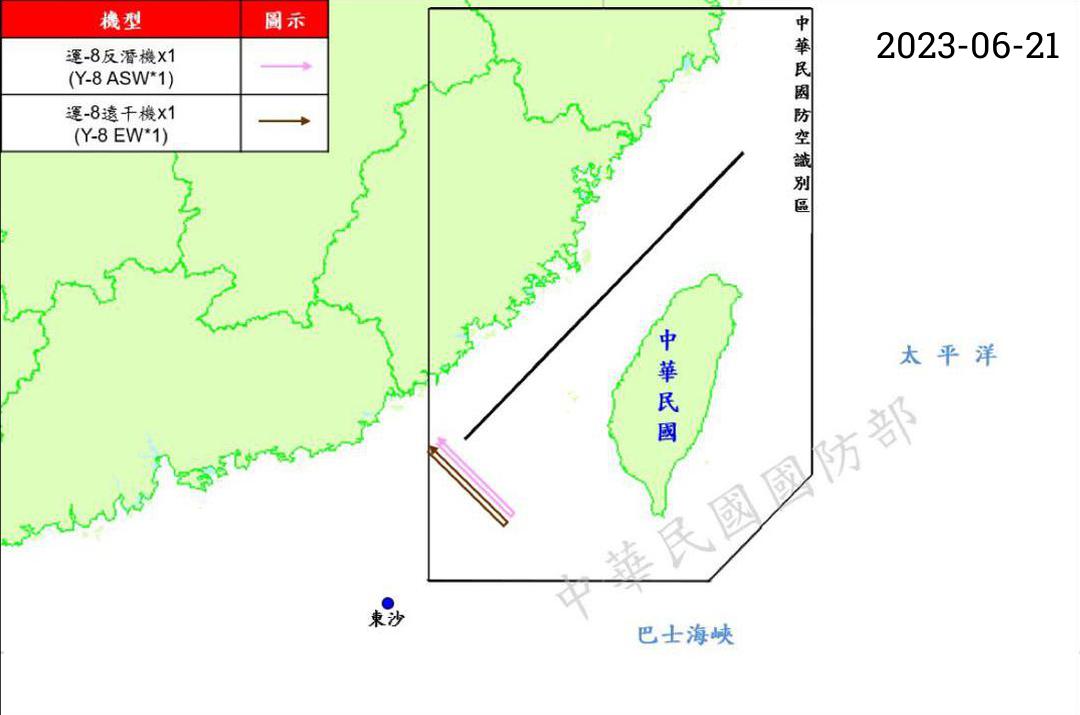 機型 圖示
運-8反潛機x1
(Y-8 ASW*1)
運-8遠干機x1
(Y-8 EW*1)
2023-06-21
中華民國防空識別區
中華民國
太平洋
中華民國國防部
東沙
巴士海峽